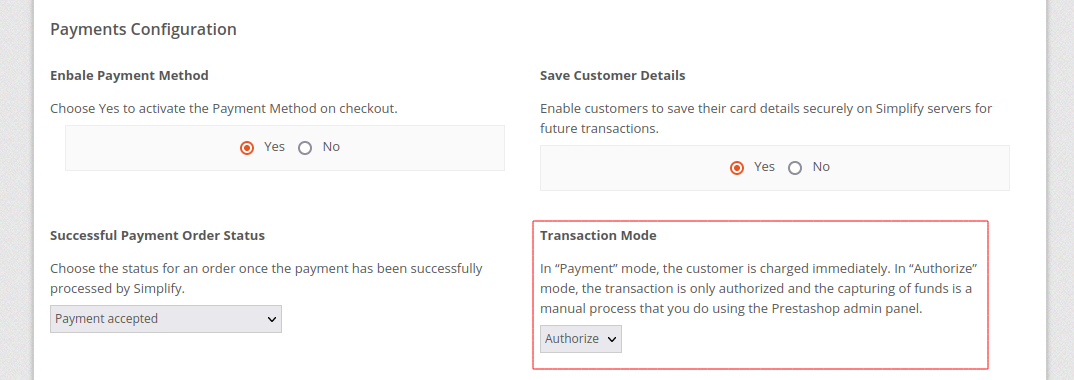 Payments Configuration
Enbale Payment Method
Choose Yes to activate the Payment Method on checkout.
Yes No
Save Customer Details
Enable customers to save their card details securely on Simplify servers for
future transactions.
Yes No
Successful Payment Order Status
Choose the status for an order once the payment has been successfully
processed by Simplify.
Payment accepted
Transaction Mode
In “Payment” mode, the customer is charged immediately. In “Authorize”
mode, the transaction is only authorized and the capturing of funds is a
manual process that you do using the Prestashop admin panel.
Authorize